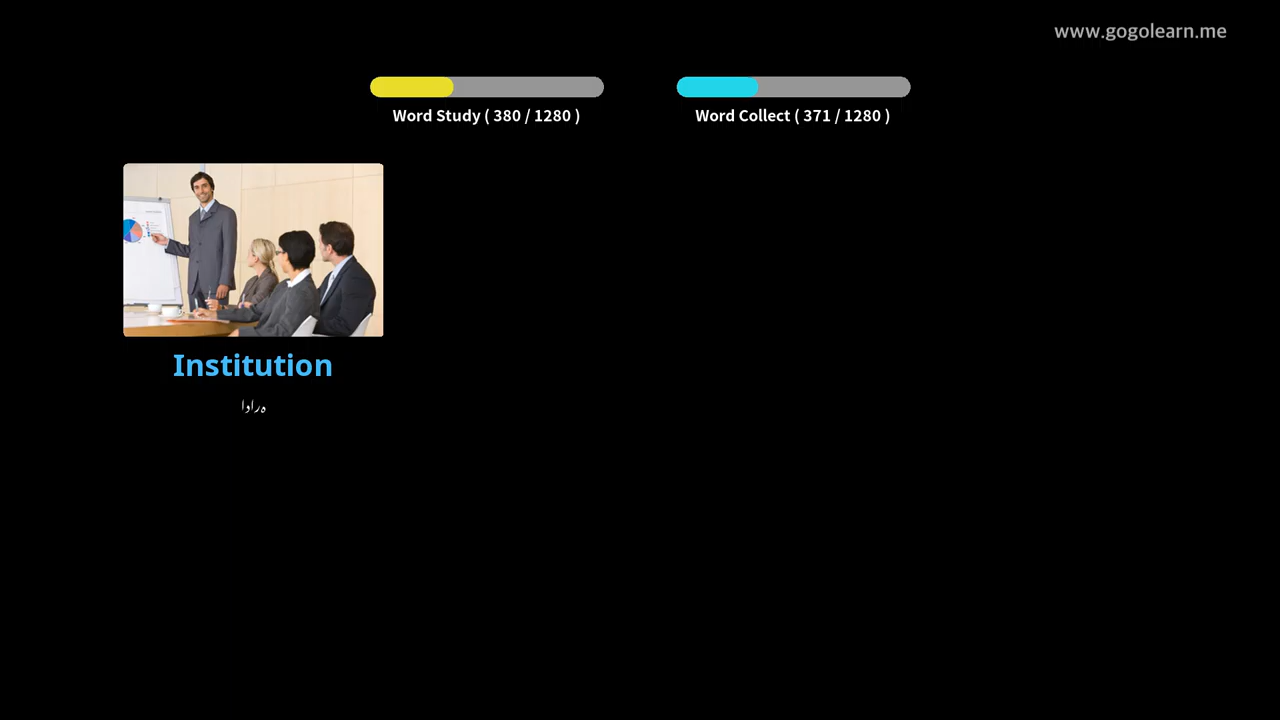 www.gogolearn.me
Word Study ( 380 / 1280 )
Word Collect ( 371 / 1280 )
Institution
ادارہ